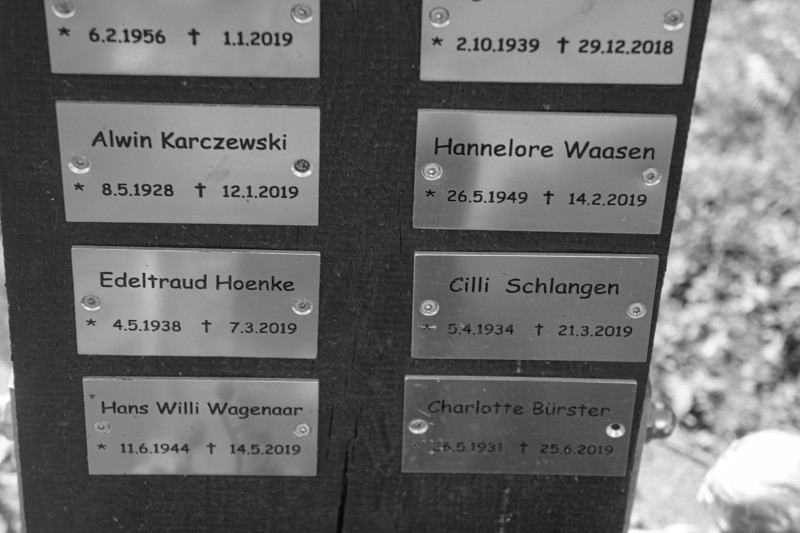 * 6.2.1956 † 1.1.2019
* 2.10.1939 † 29.12.2018
Alwin Karczewski
* 8.5.1928 † 12.1.2019
Hannelore Waasen
* 26.5.1949 † 14.2.2019
Edeltraud Hoenke
* 4.5.1938 † 7.3.2019
Cilli Schlangen
* 5.4.1934 † 21.3.2019
Hans Willi Wagenaar
* 11.6.1944 † 14.5.2019
Charlotte Bürster
26.5.1931 † 25.6.2019